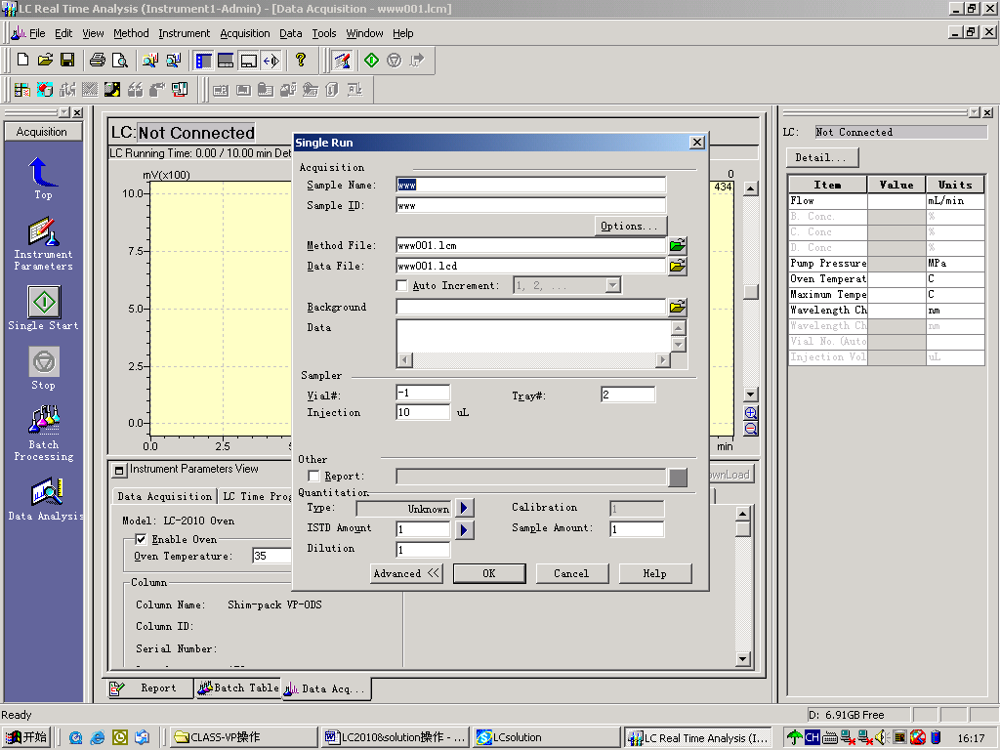 LC Real Time Analysis (Instrument1-Admin) - [Data Acquisition - www001.lcm]
File Edit View Method Instrument Acquisition Data Tools Window Help
Acquisition
Top
Instrument
Parameters
Single Start
Stop
Batch
Processing
Data Analysis
LC: Not Connected
LC Running Time: 0.00 / 10.00 min Det
mV(x100)
10.0
7.5
5.0
2.5
0.0
0.0 2.5 5 min
0
434
Single Run
Acquisition
Sample Name: www
Sample ID: www
Options...
Method File: www001.lcm
Data File: www001.lcd
Auto Increment: 1, 2, ...
Background
Data
Sampler
Vial#: -1 Tray#: 2
Injection 10 uL
Other
Report:
Quantitation
Type: Unknown Calibration 1
ISTD Amount 1 Sample Amount: 1
Dilution 1
Advanced << OK Cancel Help
Instrument Parameters View
ownLoad
Data Acquisition LC Time Prog
Model: LC-2010 Oven
Enable Oven
Oven Temperature: 35
Column
Column Name: Shim-pack VP-ODS
Column ID:
Serial Number:
Report Batch Table Data Acq...
LC: Not Connected
Detail...
Item Value Units
Flow mL/min
B. Conc. %
C. Conc %
D. Conc %
Pump Pressure MPa
Oven Temperat C
Maximum Tempe C
Wavelength Ch nm
Wavelength Ch nm
Vial No.(Auto
Injection Vol uL
Ready D: 6.91GB Free
开始 CLASS-VP操作 LC2010&solution操作 - ... LCsolution LC Real Time Analysis (I... CH 16:17